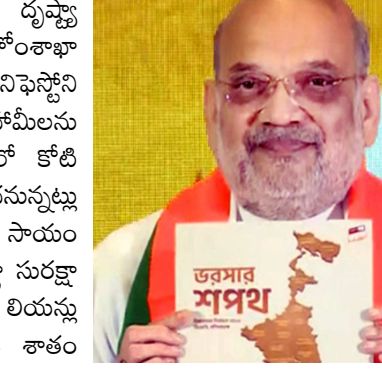 దృష్ట్యా
హోంశాఖా
నిఫెస్టోని
హామీలను
లో కోటి
నున్నట్లు
సాయం
సురక్షా
లియన్లు
శాతం
ভরসার
শপথ